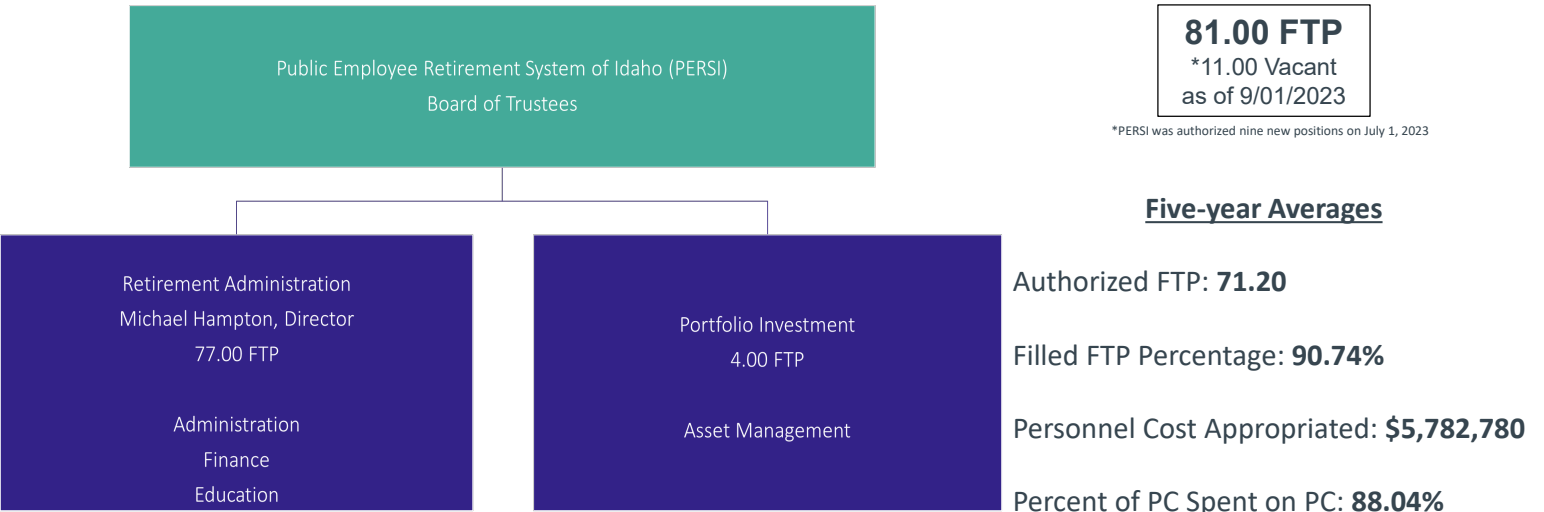 Public Employee Retirement System of Idaho (PERSI)
Board of Trustees
81.00 FTP
*11.00 Vacant
as of 9/01/2023
*PERSI was authorized nine new positions on July 1, 2023
Retirement Administration
Michael Hampton, Director
77.00 FTP
Administration
Finance
Education
Portfolio Investment
4.00 FTP
Asset Management
Five-year Averages
Authorized FTP: 71.20
Filled FTP Percentage: 90.74%
Personnel Cost Appropriated: $5,782,780
Percent of PC Spent on PC: 88.04%